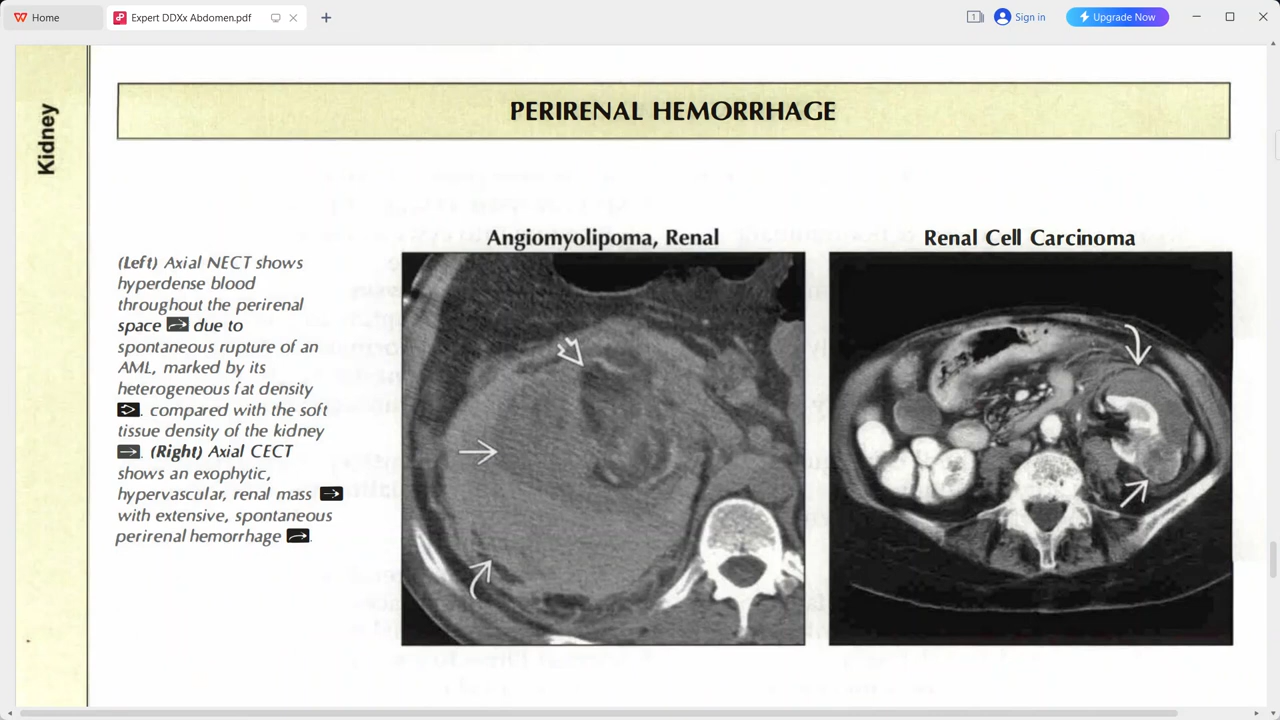 Home
Expert DDXx Abdomen.pdf
1
Sign in
Upgrade Now
Kidney
PERIRENAL HEMORRHAGE
Angiomyolipoma, Renal
Renal Cell Carcinoma
(Left) Axial NECT shows
hyperdense blood
throughout the perirenal
space due to
spontaneous rupture of an
AML, marked by its
heterogeneous fat density
. compared with the soft
tissue density of the kidney
. (Right) Axial CECT
shows an exophytic,
hypervascular, renal mass
with extensive, spontaneous
perirenal hemorrhage .